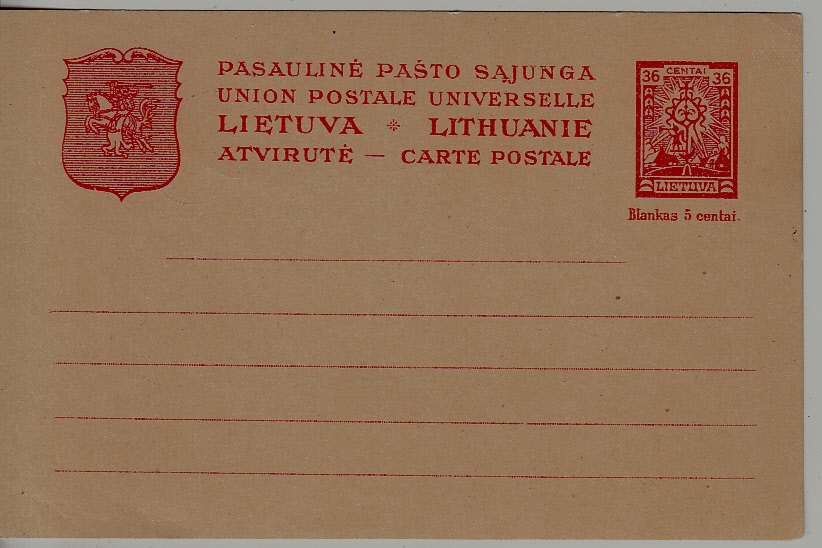 PASAULINĖ PAŠTO SĄJUNGA
UNION POSTALE UNIVERSELLE
LIETUVA ❉ LITHUANIE
ATVIRUTĖ — CARTE POSTALE
36 CENTAI 36
LIETUVA
Blankas 5 centai.